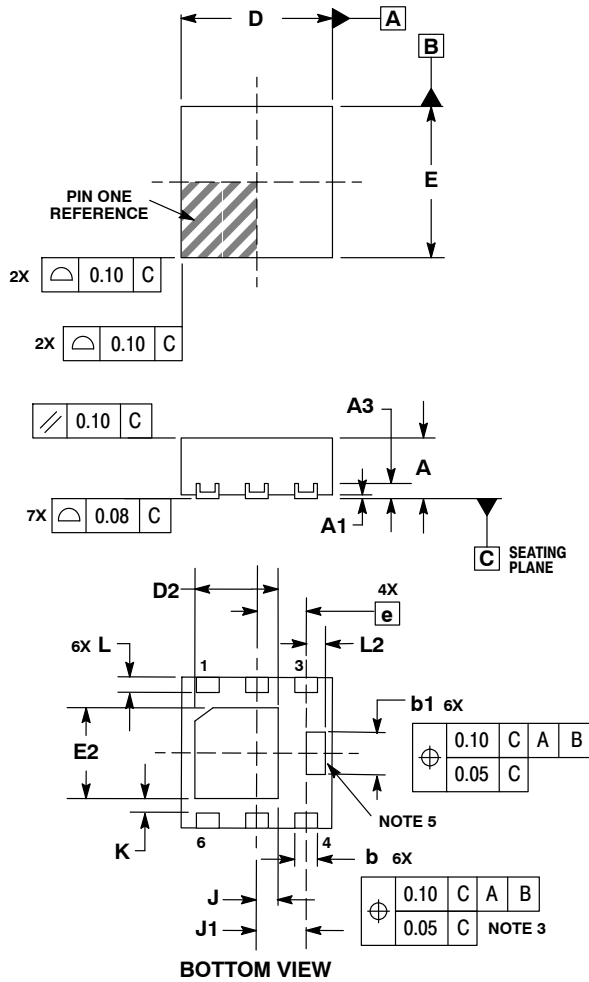 D
A
B
E
PIN ONE
REFERENCE
2X ⌓ 0.10 C
2X ⌓ 0.10 C
⫽ 0.10 C
A3
A
7X ⌓ 0.08 C
A1
C SEATING
PLANE
D2
4X
e
6X L
L2
1
3
b1 6X
⌖ 0.10 C A B
0.05 C
E2
NOTE 5
K
6
4
b 6X
J
⌖ 0.10 C A B
0.05 C NOTE 3
J1
BOTTOM VIEW